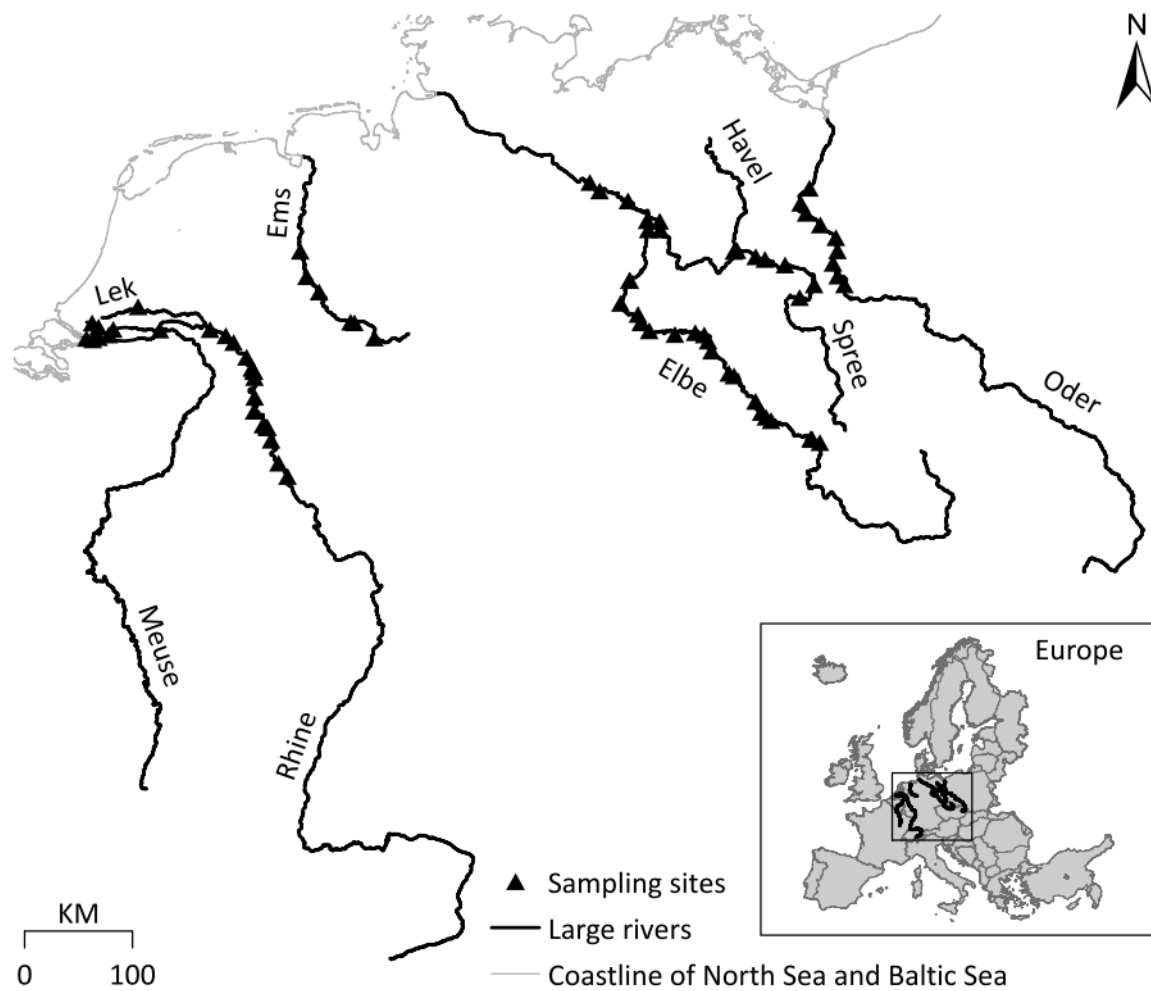 N
Havel
Ems
Lek
Spree
Elbe
Oder
Meuse
Rhine
Europe
Sampling sites
KM
Large rivers
0 100
Coastline of North Sea and Baltic Sea